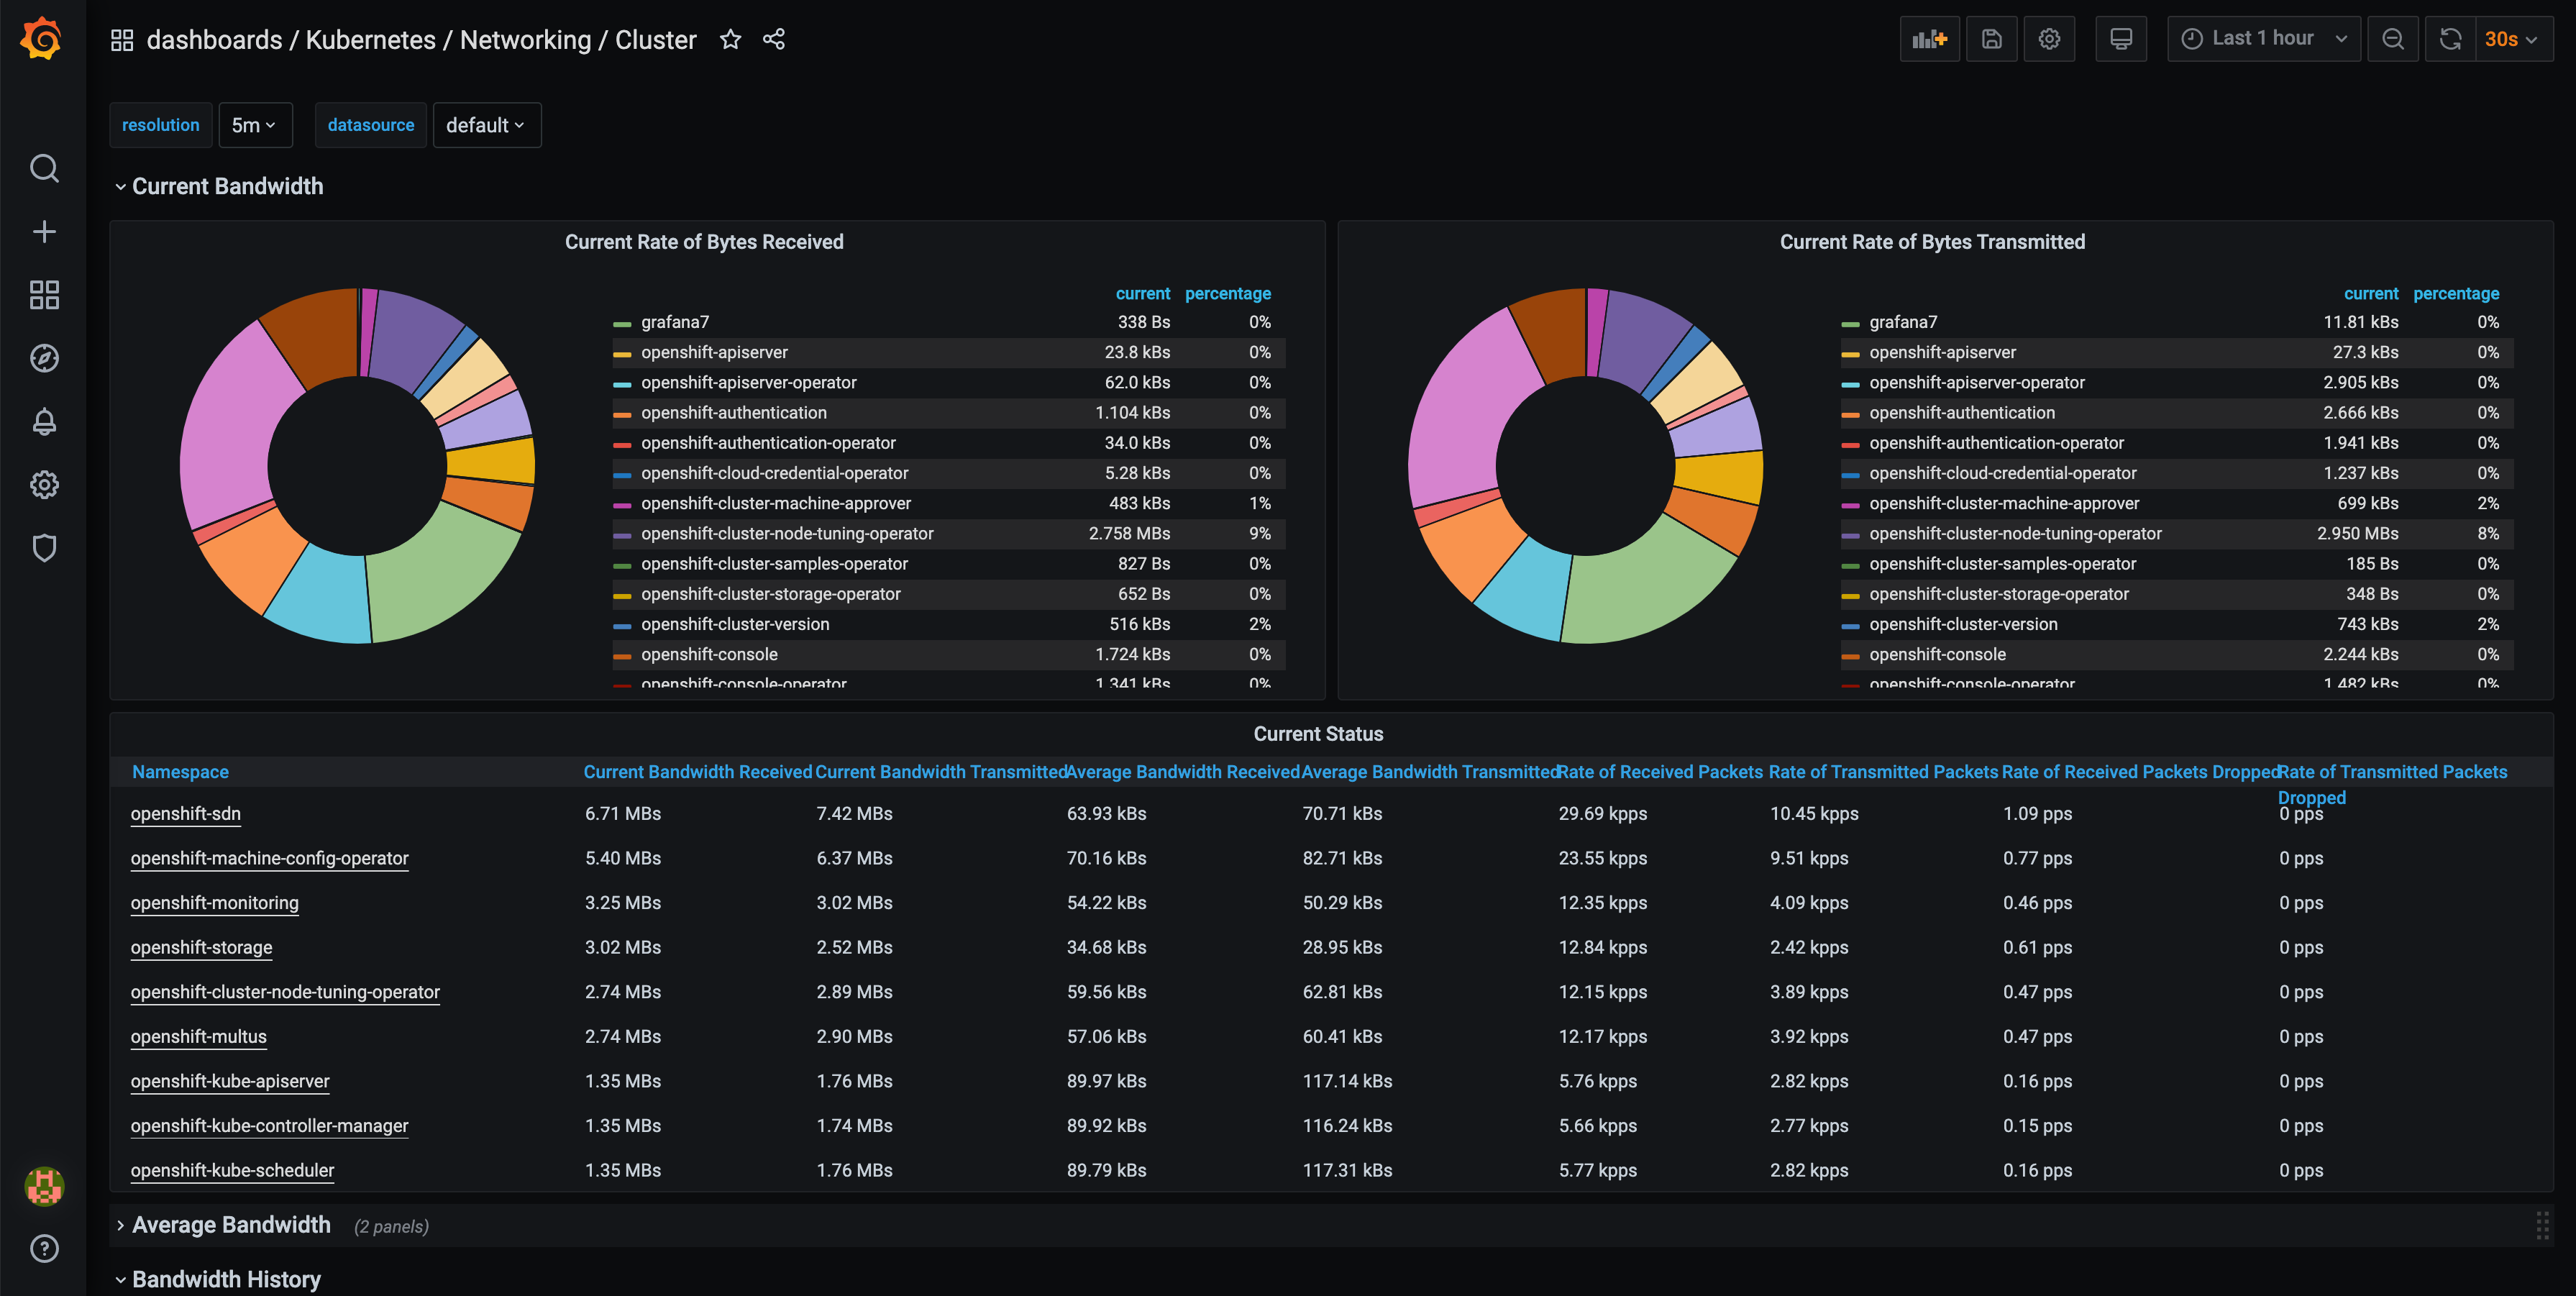 dashboards / Kubernetes / Networking / Cluster
Last 1 hour
30s
resolution 5m datasource default
Current Bandwidth
Current Rate of Bytes Received
current percentage
grafana7 338 Bs 0%
openshift-apiserver 23.8 kBs 0%
openshift-apiserver-operator 62.0 kBs 0%
openshift-authentication 1.104 kBs 0%
openshift-authentication-operator 34.0 kBs 0%
openshift-cloud-credential-operator 5.28 kBs 0%
openshift-cluster-machine-approver 483 kBs 1%
openshift-cluster-node-tuning-operator 2.758 MBs 9%
openshift-cluster-samples-operator 827 Bs 0%
openshift-cluster-storage-operator 652 Bs 0%
openshift-cluster-version 516 kBs 2%
openshift-console 1.724 kBs 0%
openshift-console-operator 1.341 kBs 0%
Current Rate of Bytes Transmitted
current percentage
grafana7 11.81 kBs 0%
openshift-apiserver 27.3 kBs 0%
openshift-apiserver-operator 2.905 kBs 0%
openshift-authentication 2.666 kBs 0%
openshift-authentication-operator 1.941 kBs 0%
openshift-cloud-credential-operator 1.237 kBs 0%
openshift-cluster-machine-approver 699 kBs 2%
openshift-cluster-node-tuning-operator 2.950 MBs 8%
openshift-cluster-samples-operator 185 Bs 0%
openshift-cluster-storage-operator 348 Bs 0%
openshift-cluster-version 743 kBs 2%
openshift-console 2.244 kBs 0%
openshift-console-operator 1.482 kBs 0%
Current Status
Namespace Current Bandwidth Received Current Bandwidth Transmitted Average Bandwidth Received Average Bandwidth Transmitted Rate of Received Packets Rate of Transmitted Packets Rate of Received Packets Dropped Rate of Transmitted Packets
Dropped
openshift-sdn 6.71 MBs 7.42 MBs 63.93 kBs 70.71 kBs 29.69 kpps 10.45 kpps 1.09 pps 0 pps
openshift-machine-config-operator 5.40 MBs 6.37 MBs 70.16 kBs 82.71 kBs 23.55 kpps 9.51 kpps 0.77 pps 0 pps
openshift-monitoring 3.25 MBs 3.02 MBs 54.22 kBs 50.29 kBs 12.35 kpps 4.09 kpps 0.46 pps 0 pps
openshift-storage 3.02 MBs 2.52 MBs 34.68 kBs 28.95 kBs 12.84 kpps 2.42 kpps 0.61 pps 0 pps
openshift-cluster-node-tuning-operator 2.74 MBs 2.89 MBs 59.56 kBs 62.81 kBs 12.15 kpps 3.89 kpps 0.47 pps 0 pps
openshift-multus 2.74 MBs 2.90 MBs 57.06 kBs 60.41 kBs 12.17 kpps 3.92 kpps 0.47 pps 0 pps
openshift-kube-apiserver 1.35 MBs 1.76 MBs 89.97 kBs 117.14 kBs 5.76 kpps 2.82 kpps 0.16 pps 0 pps
openshift-kube-controller-manager 1.35 MBs 1.74 MBs 89.92 kBs 116.24 kBs 5.66 kpps 2.77 kpps 0.15 pps 0 pps
openshift-kube-scheduler 1.35 MBs 1.76 MBs 89.79 kBs 117.31 kBs 5.77 kpps 2.82 kpps 0.16 pps 0 pps
Average Bandwidth (2 panels)
Bandwidth History